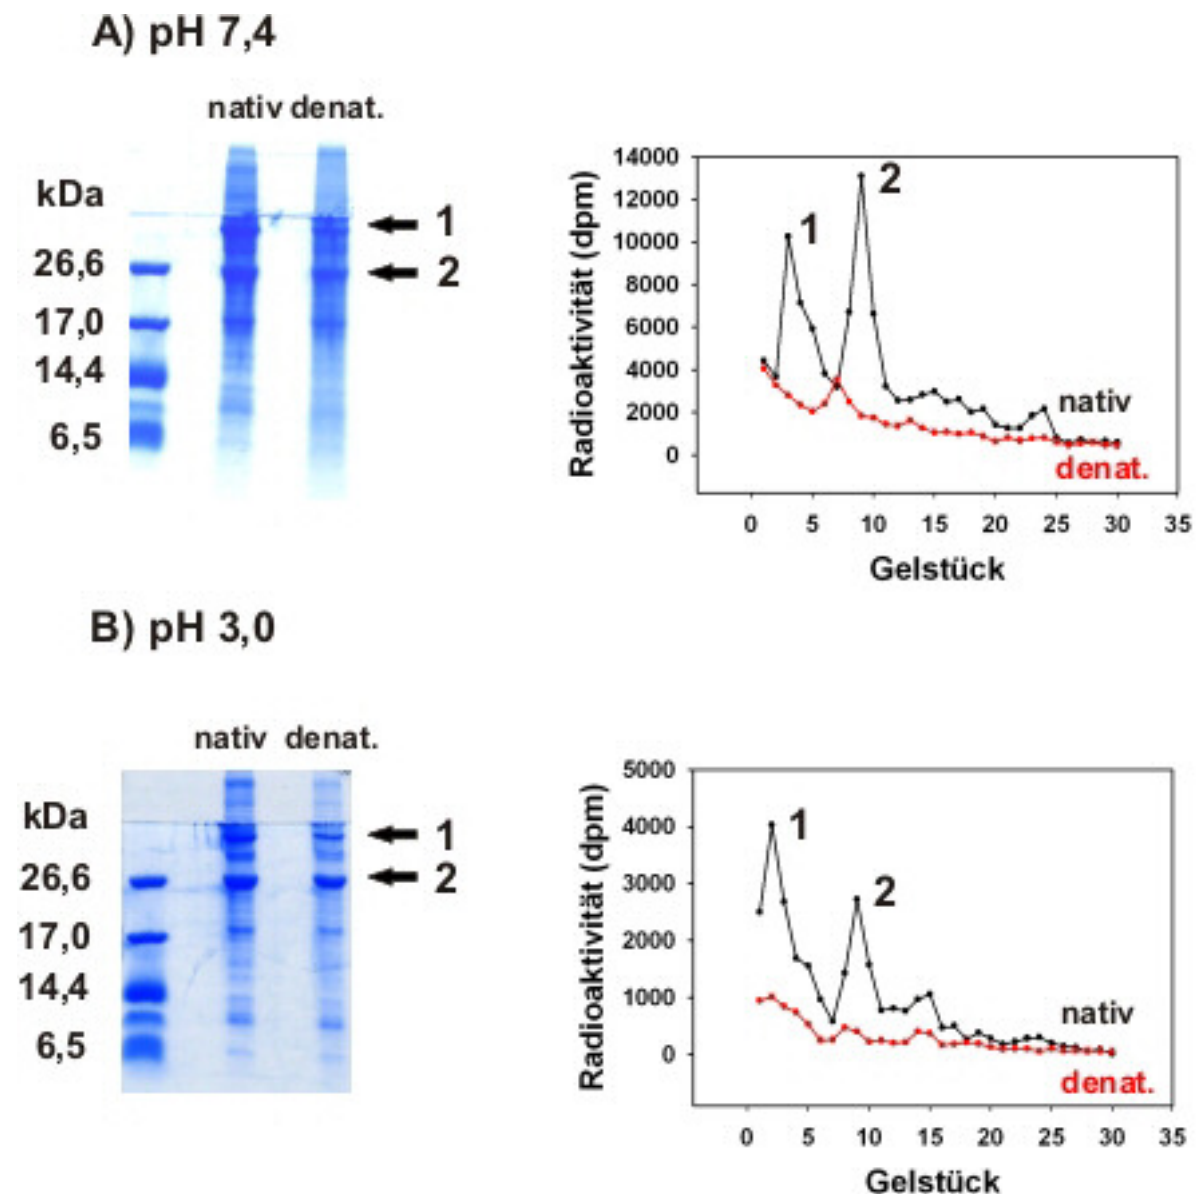 A) pH 7,4
nativ denat.
kDa
26,6
17,0
14,4
6,5
1
2
Radioaktivität (dpm)
14000
12000
10000
8000
6000
4000
2000
0
1
2
nativ
denat.
0 5 10 15 20 25 30 35
Gelstück
B) pH 3,0
nativ denat.
kDa
26,6
17,0
14,4
6,5
1
2
Radioaktivität (dpm)
5000
4000
3000
2000
1000
0
1
2
nativ
denat.
0 5 10 15 20 25 30 35
Gelstück